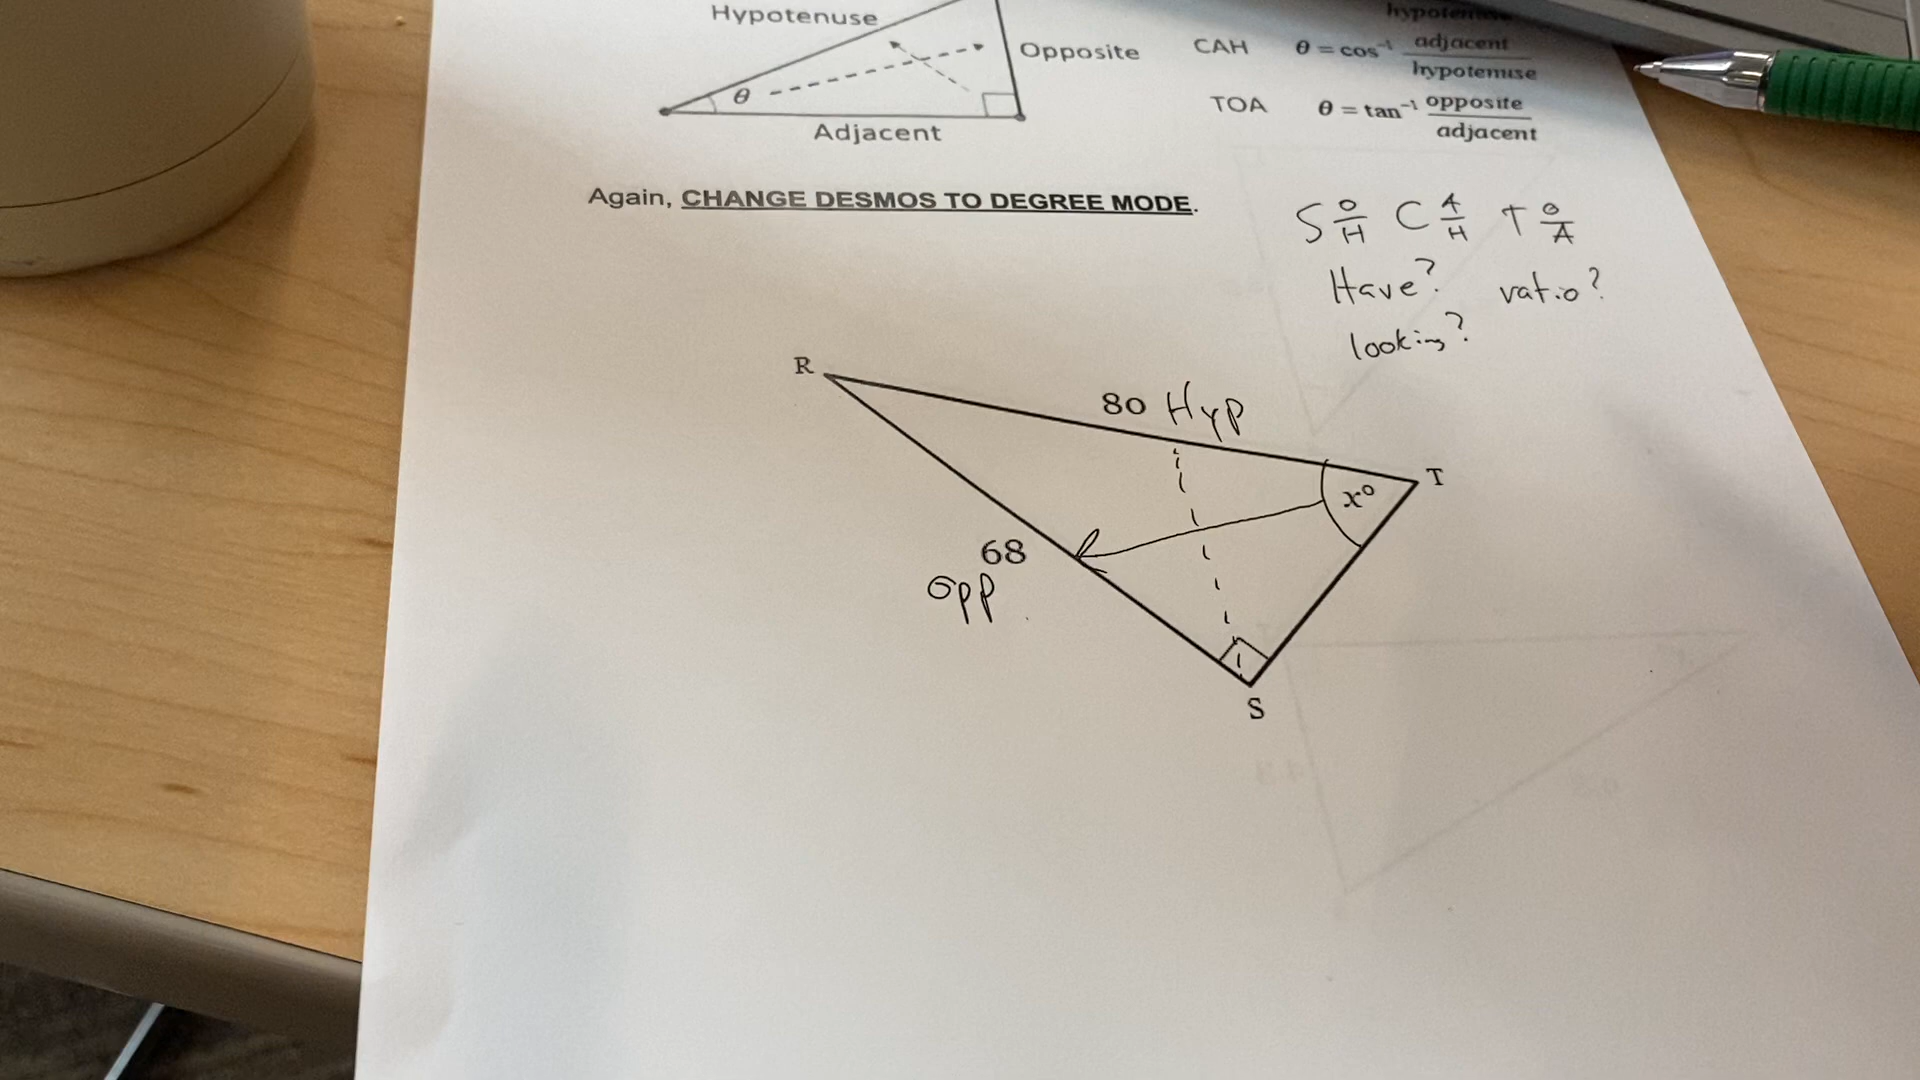 Hypotenuse
θ
Opposite
Adjacent
hypotenuse
CAH θ = cos⁻¹ adjacent
hypotenuse
TOA θ = tan⁻¹ opposite
adjacent
Again, CHANGE DESMOS TO DEGREE MODE.
S O/H C A/H T O/A
Have? ratio?
looking?
R
80 Hyp
T
x°
68
opp
S